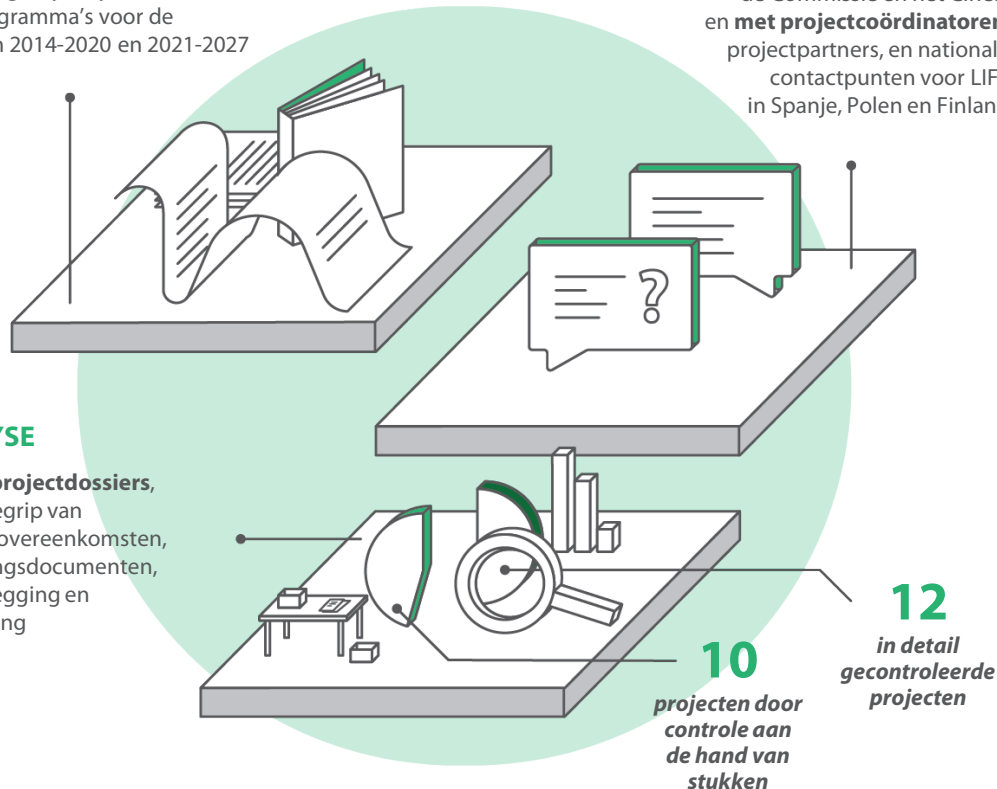 gramma's voor de
2014-2020 en 2021-2027
en met projectcoördinatoren
projectpartners, en national
contactpunten voor LIF
in Spanje, Polen en Finlan
YSE
projectdossiers,
egrip van
overeenkomsten,
ngsdocumenten,
egging en
ng
?
12
in detail
gecontroleerde
projecten
10
projecten door
controle aan
de hand van
stukken